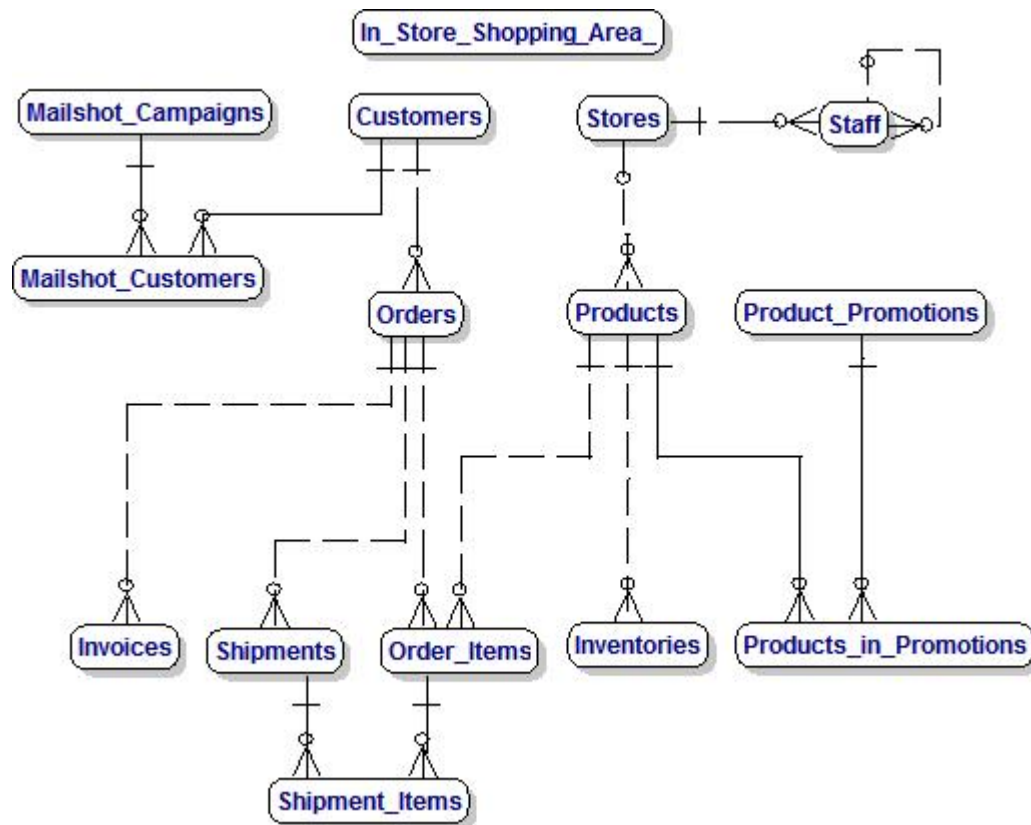 In_Store_Shopping_Area_
Mailshot_Campaigns
Customers
Stores
Staff
Mailshot_Customers
Orders
Products
Product_Promotions
Invoices
Shipments
Order_Items
Inventories
Products_in_Promotions
Shipment_Items